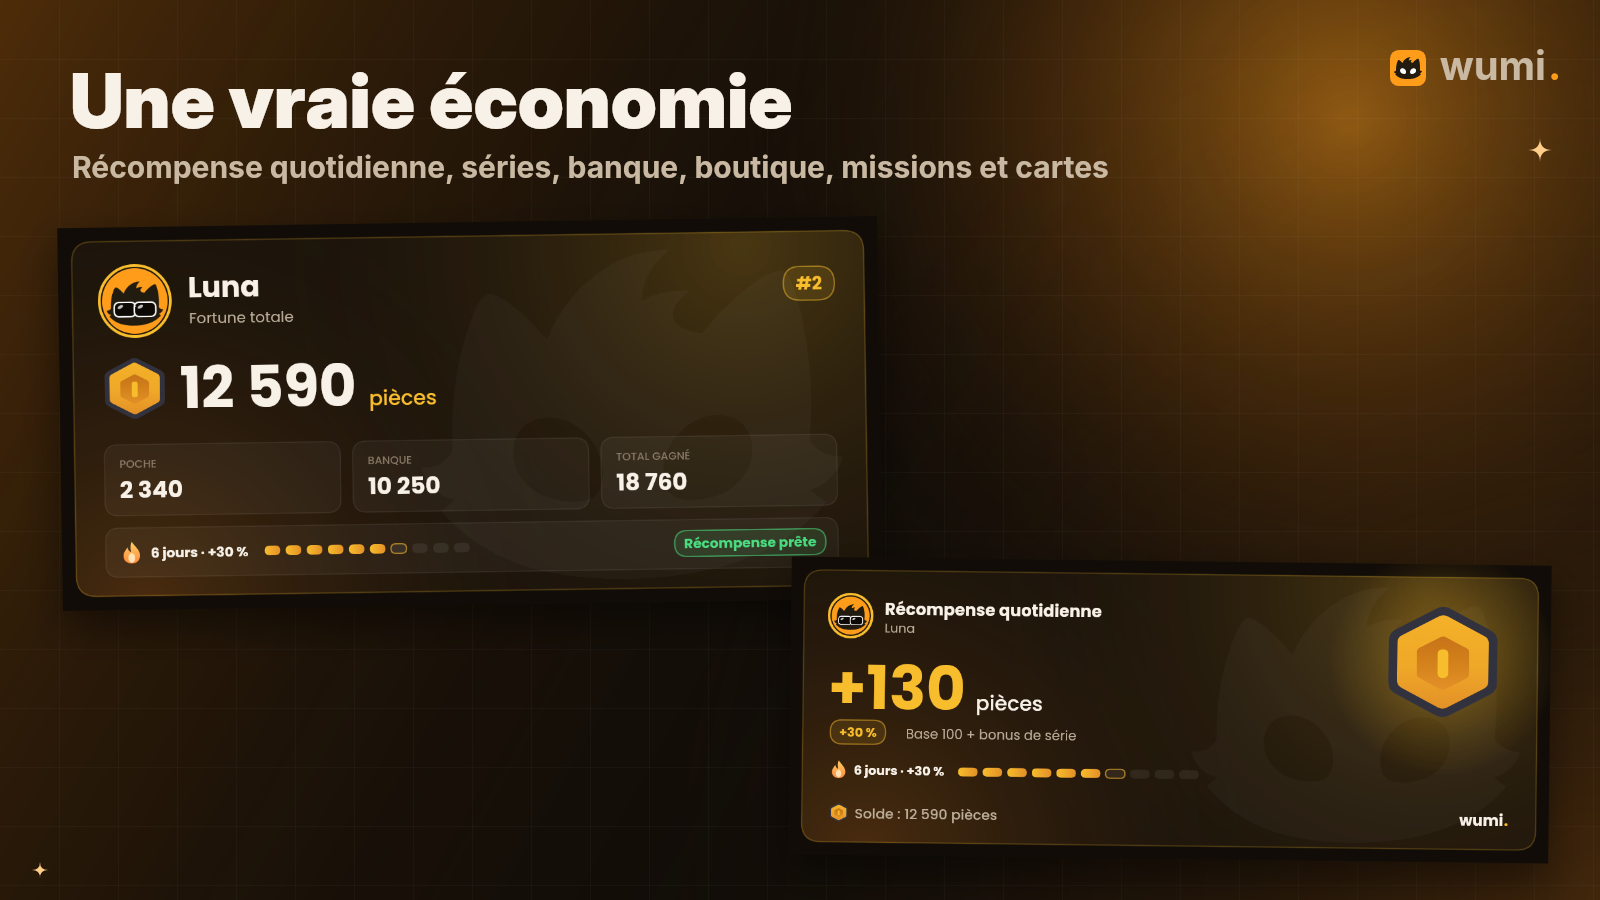 Une vraie économie
wumi.
Récompense quotidienne, séries, banque, boutique, missions et cartes
Luna
Fortune totale
#2
12 590 pièces
POCHE
2 340
BANQUE
10 250
TOTAL GAGNÉ
18 760
6 jours · +30 %
Récompense prête
Récompense quotidienne
Luna
+130 pièces
+30 %
Base 100 + bonus de série
6 jours · +30 %
Solde : 12 590 pièces
wumi.